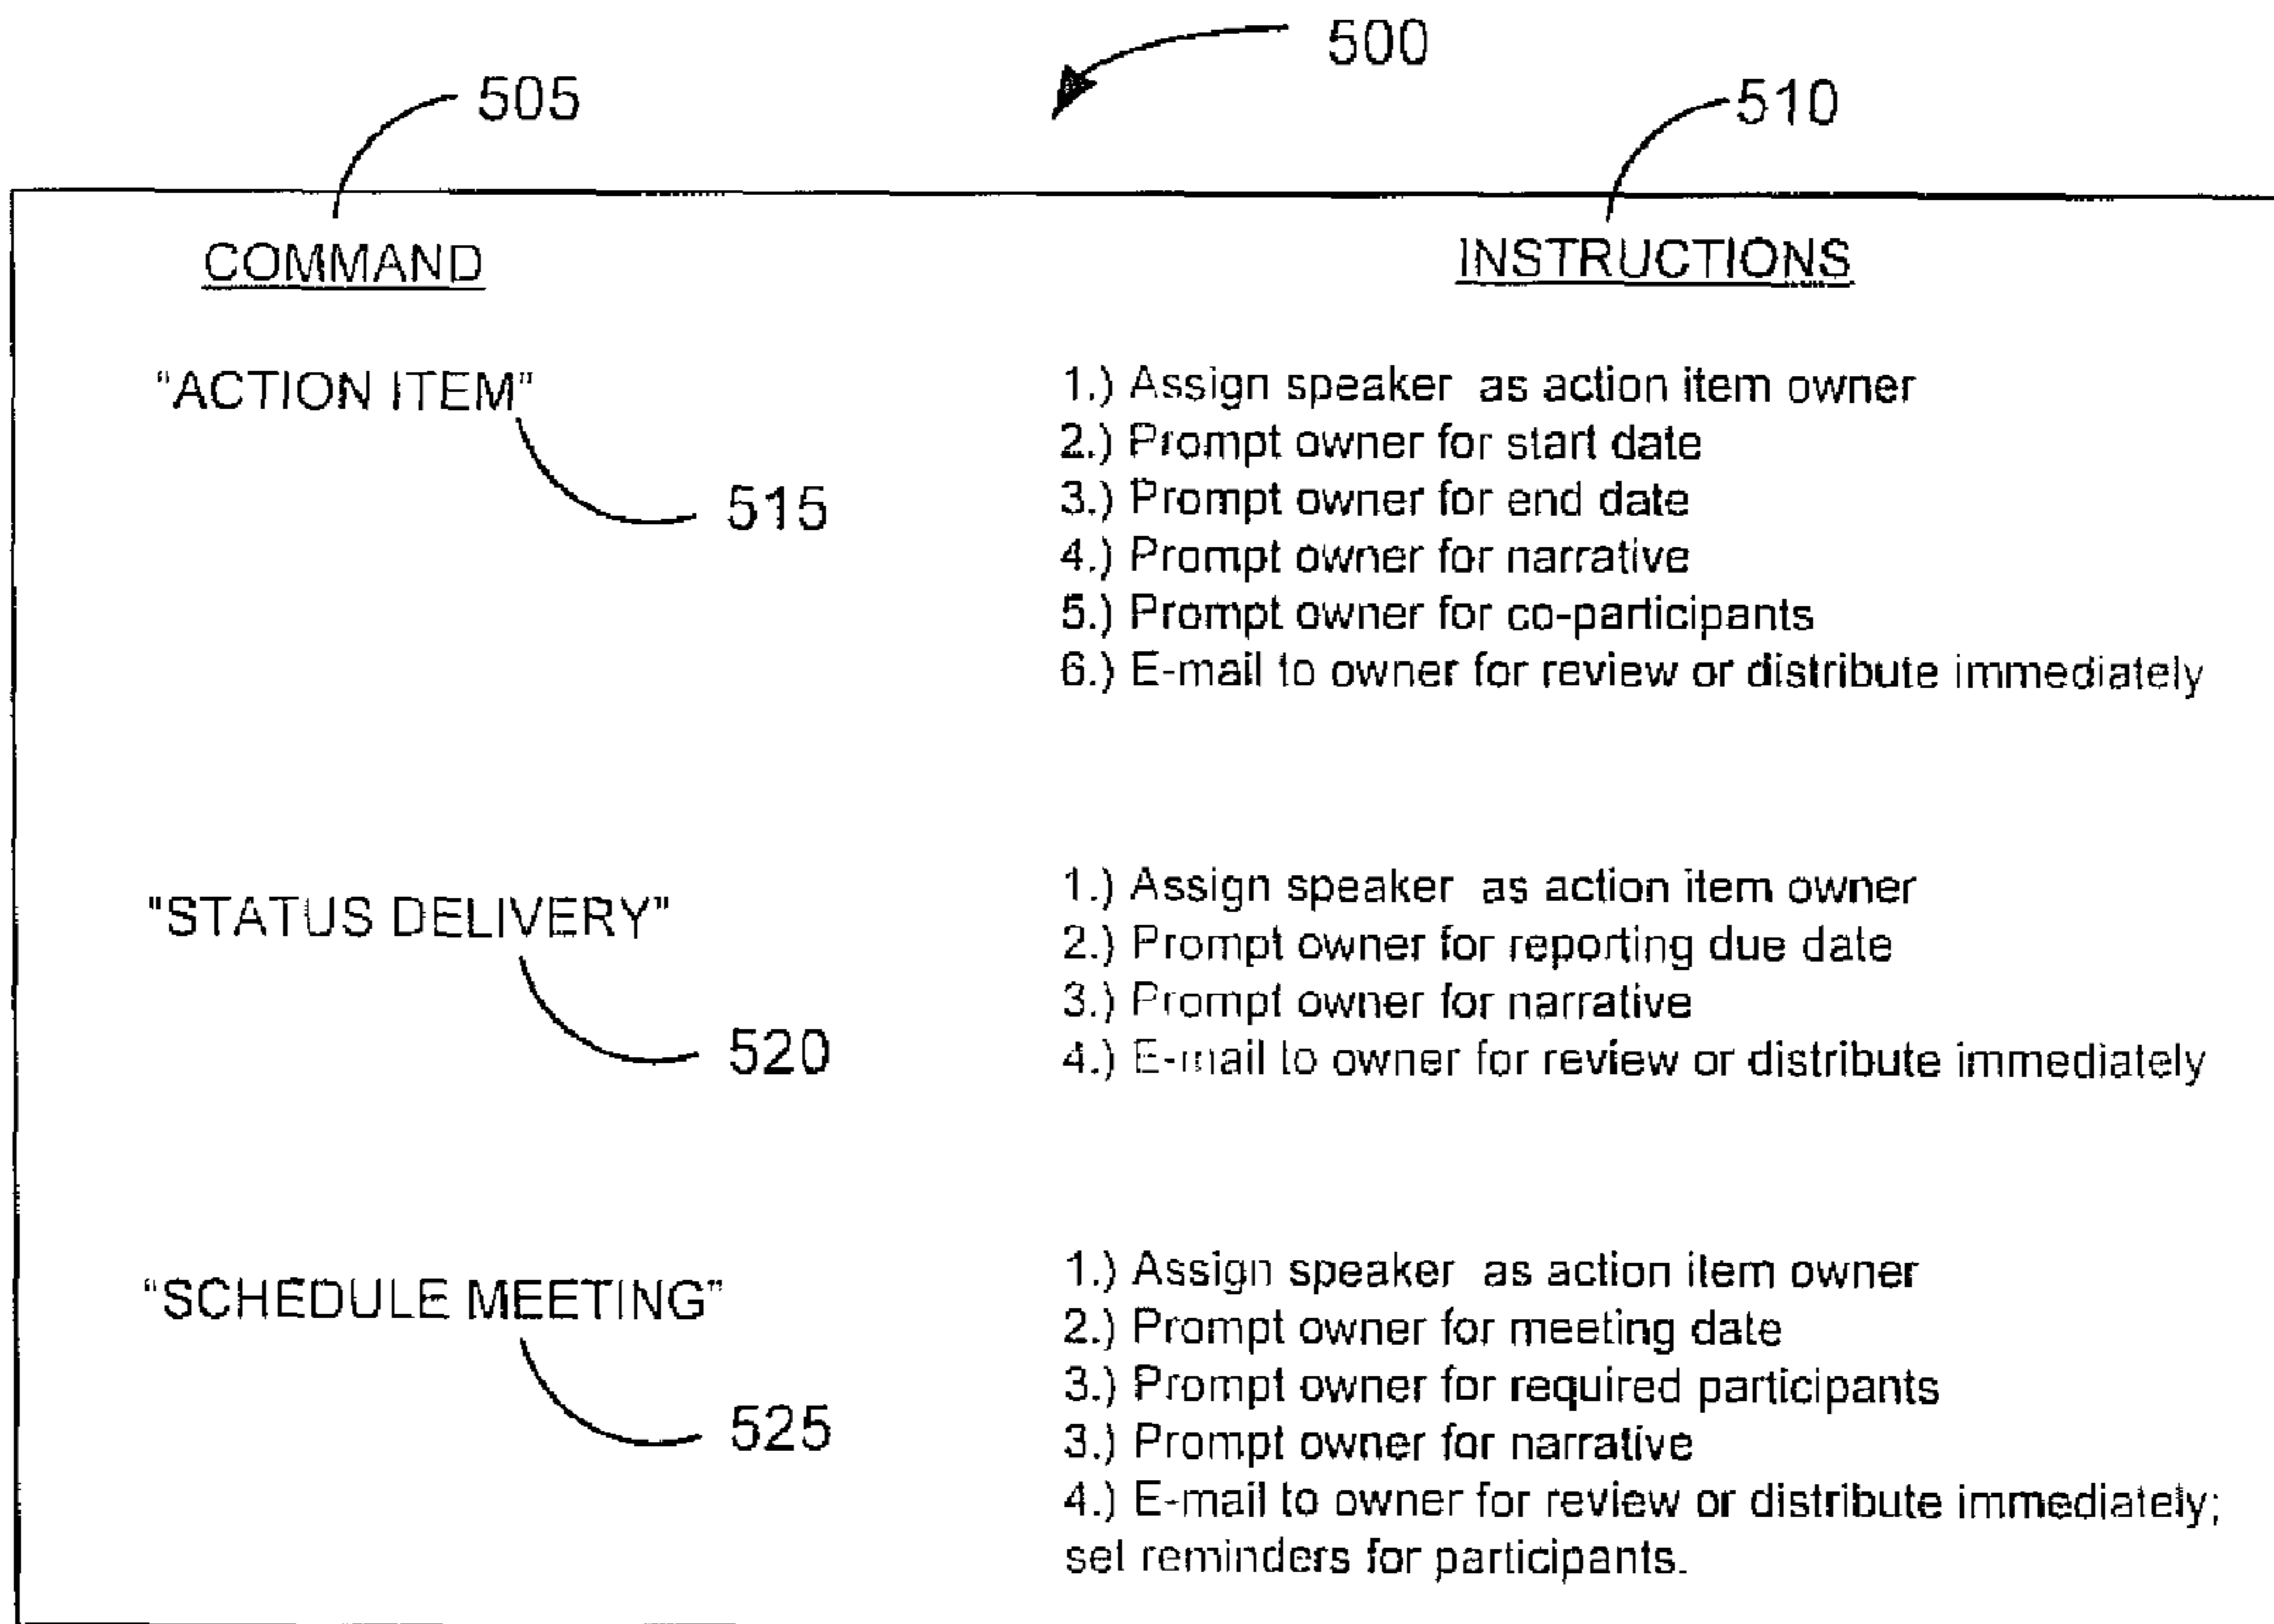 500
505
510
COMMAND
INSTRUCTIONS
"ACTION ITEM"
515
1.) Assign speaker as action item owner
2.) Prompt owner for start date
3.) Prompt owner for end date
4.) Prompt owner for narrative
5.) Prompt owner for co-participants
6.) E-mail to owner for review or distribute immediately
"STATUS DELIVERY"
520
1.) Assign speaker as action item owner
2.) Prompt owner for reporting due date
3.) Prompt owner for narrative
4.) E-mail to owner for review or distribute immediately
"SCHEDULE MEETING"
525
1.) Assign speaker as action item owner
2.) Prompt owner for meeting date
3.) Prompt owner for required participants
3.) Prompt owner for narrative
4.) E-mail to owner for review or distribute immediately;
set reminders for participants.